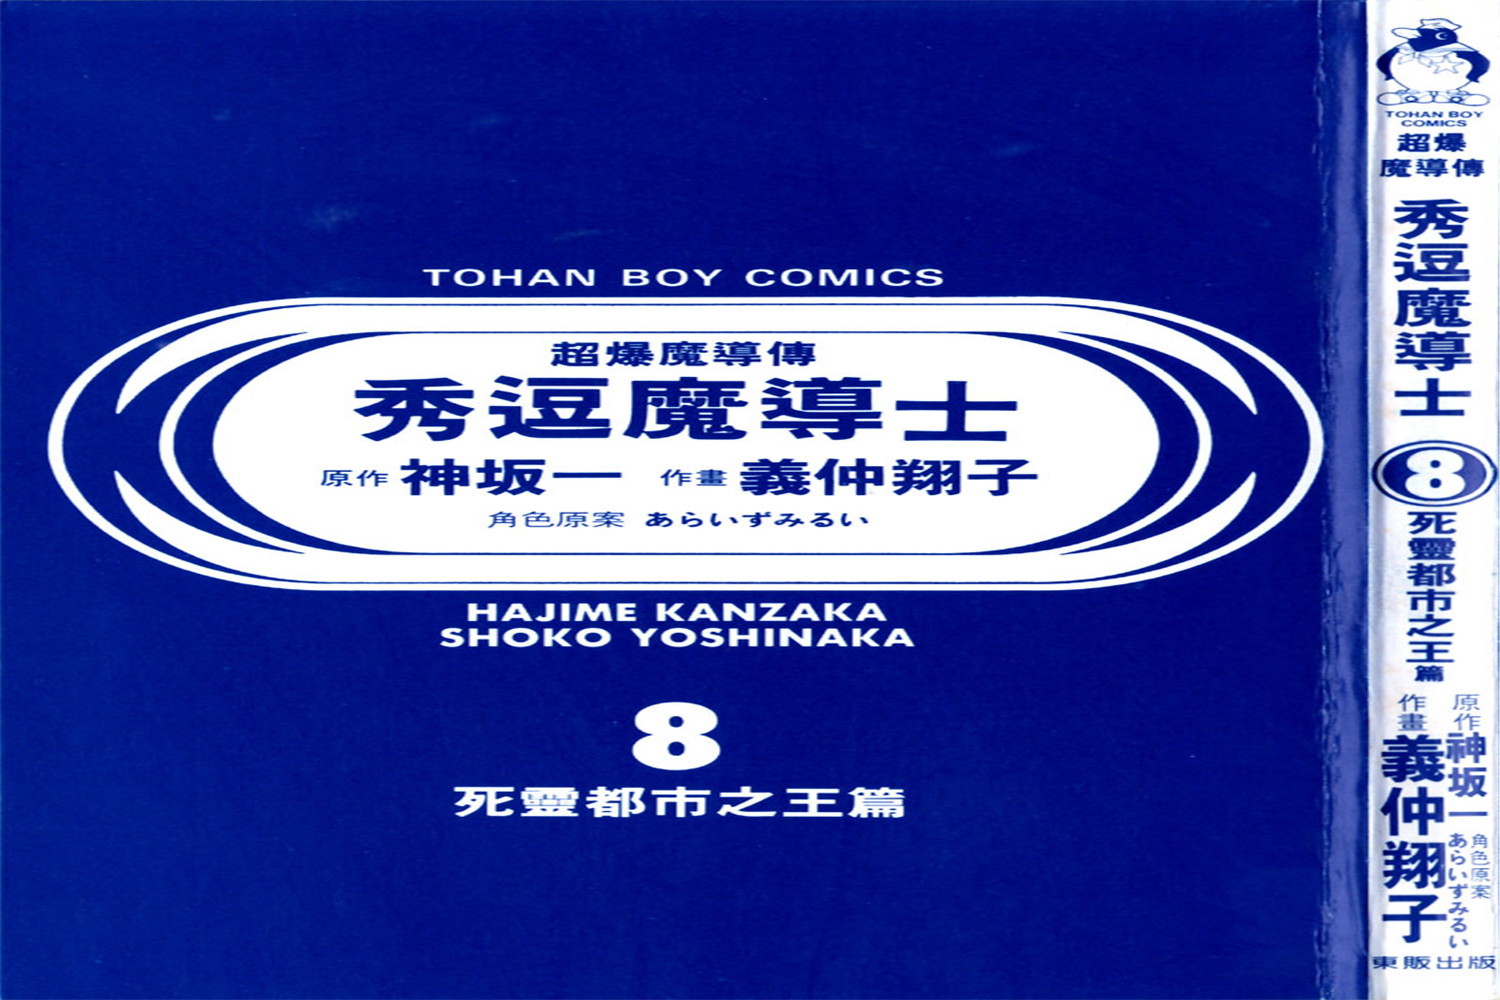 TOHAN BOY COMICS
超爆魔導傳
秀逗魔導士
原作 神坂一 作畫 義仲翔子
角色原案 あらいずみるい
HAJIME KANZAKA
SHOKO YOSHINAKA
8
死靈都市之王篇
TOHAN BOY
COMICS
超爆
魔導傳
秀逗魔導士
8
死靈都市之王篇
原作 神坂一
角色原案 あらいずみるい
作畫 義仲翔子
東販出版